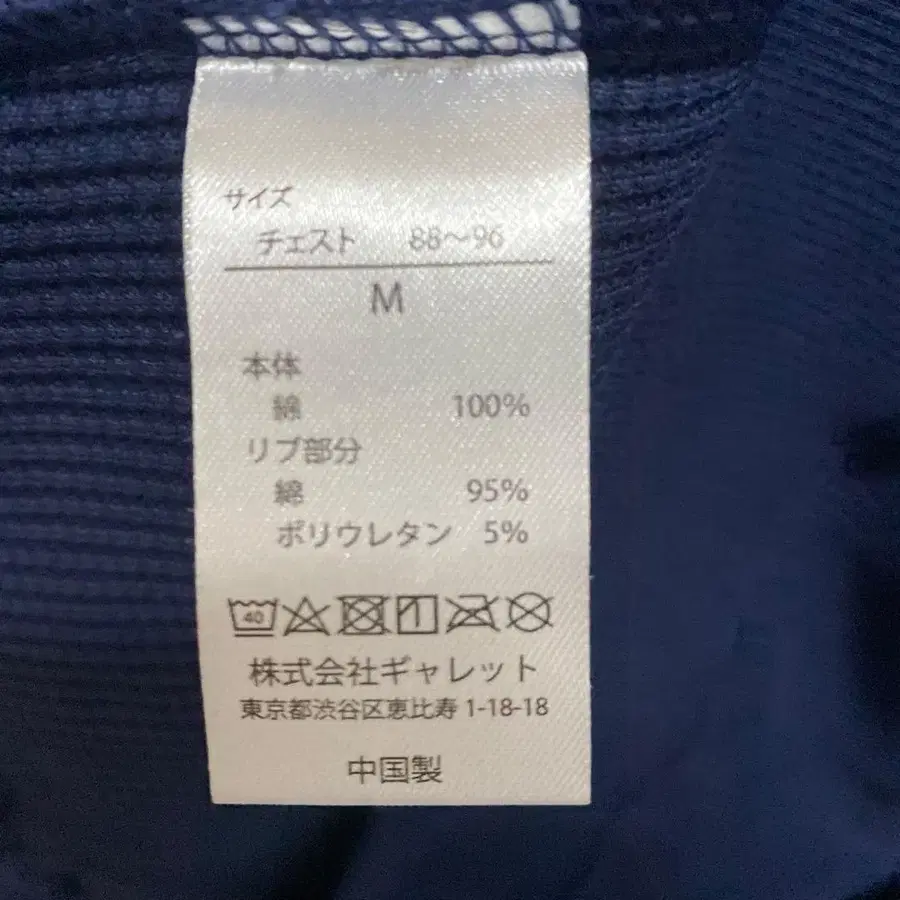 サイズ
チェスト 88～96
M
本体
綿 100%
リブ部分
綿 95%
ポリウレタン 5%
40
株式会社ギャレット
東京都渋谷区恵比寿 1-18-18
中国製